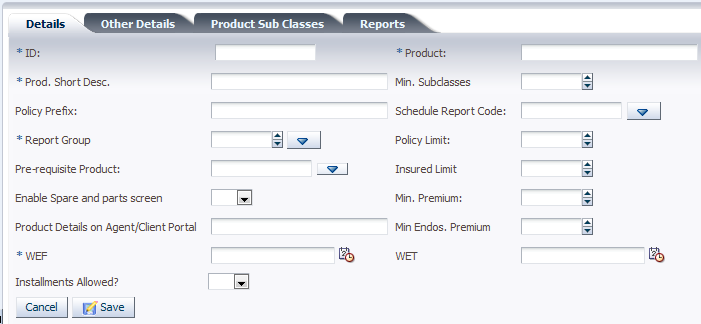 Details Other Details Product Sub Classes Reports
* ID: * Product:
* Prod. Short Desc. Min. Subclasses
Policy Prefix: Schedule Report Code:
* Report Group Policy Limit:
Pre-requisite Product: Insured Limit
Enable Spare and parts screen Min. Premium:
Product Details on Agent/Client Portal Min Endos. Premium
* WEF WET
Installments Allowed?
Cancel Save